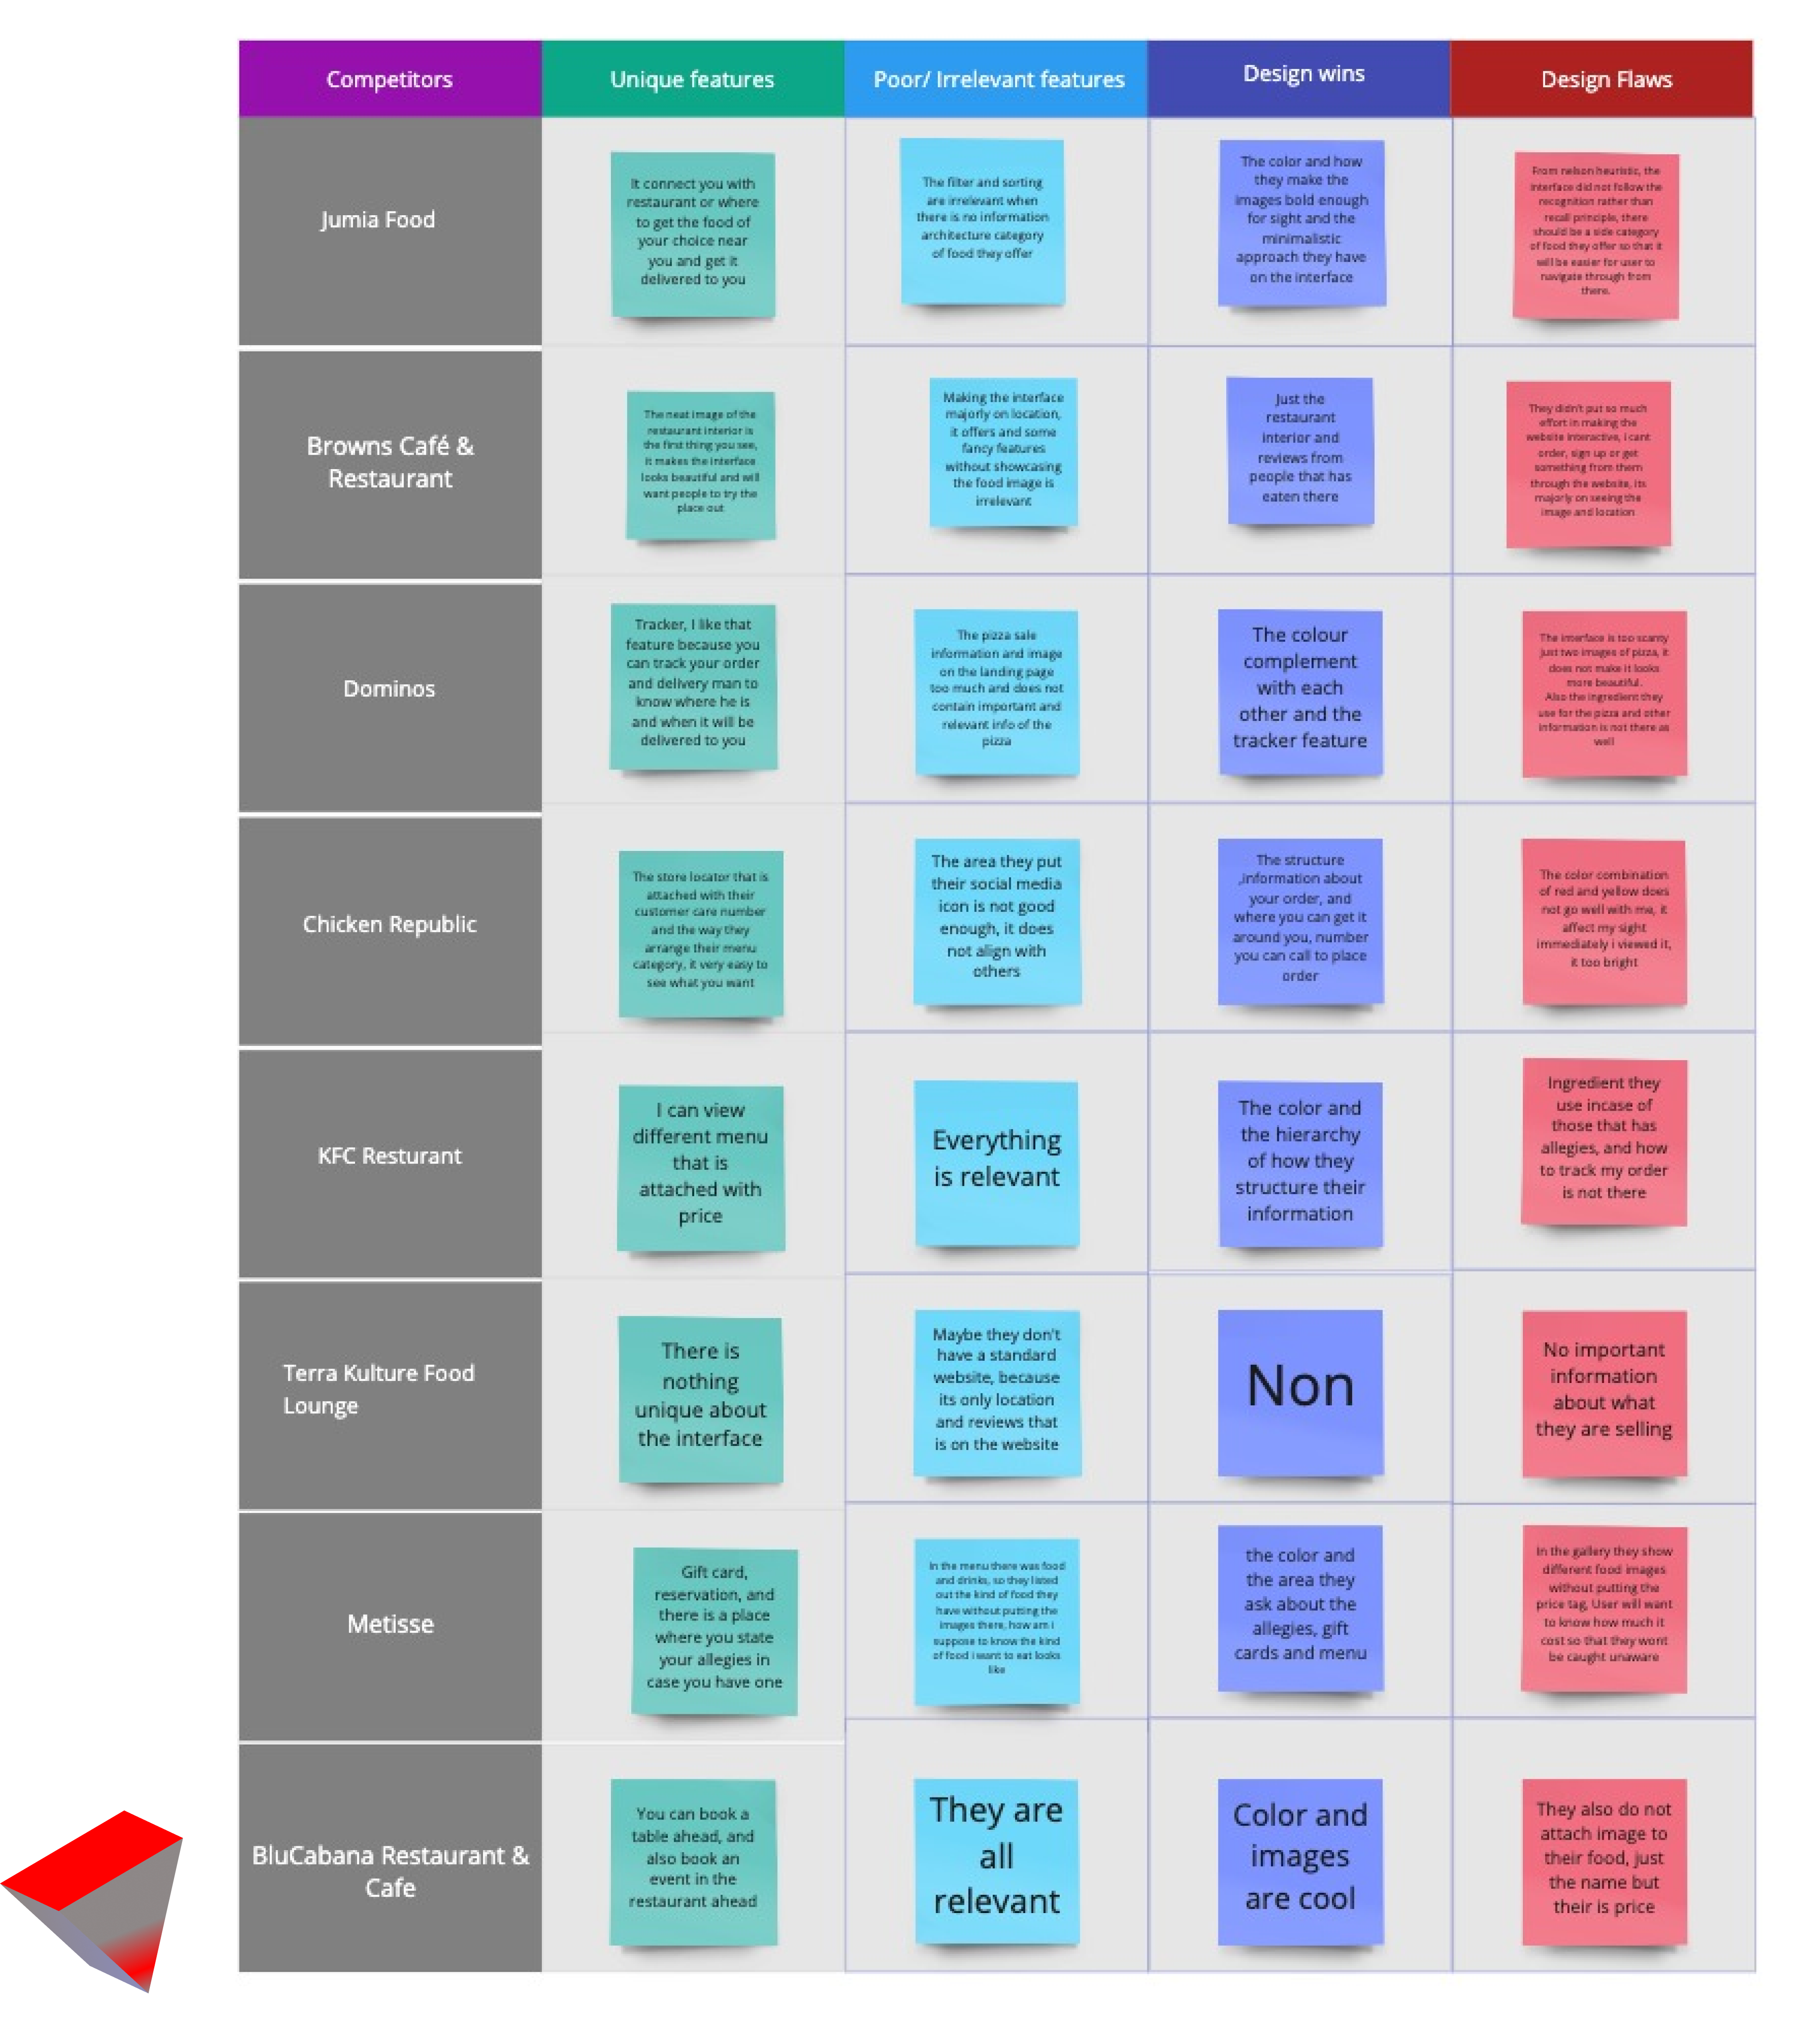 Competitors
Unique features
Poor/ Irrelevant features
Design wins
Design Flaws
Jumia Food
It connect you with
restaurant or where
to get the food of
your choice near
you and get it
delivered to you
The filter and sorting
are irrelevant when
there is no information
architecture category
of food they offer
The color and how
they make the
images bold enough
for sight and the
minimalistic
approach they have
on the interface
From nelson heuristic, the
interface did not follow the
recognition rather than
recall principle, there
should be a side category
of food they offer so that it
will be easier for user to
navigate through from
there.
Browns Café &
Restaurant
The neat image of the
restaurant interior is
the first thing you see,
it makes the interface
looks beautiful and will
want people to try the
place out
Making the interface
majorly on location,
it offers and some
fancy features
without showcasing
the food image is
irrelevant
Just the
restaurant
interior and
reviews from
people that has
eaten there
They didn't put so much
effort in making the
website interactive, i cant
order, sign up or get
something from them
through the website, its
majorly on seeing the
image and location
Dominos
Tracker, I like that
feature because you
can track your order
and delivery man to
know where he is
and when it will be
delivered to you
The pizza sale
information and image
on the landing page
too much and does not
contain important and
relevant info of the
pizza
The colour
complement
with each
other and the
tracker feature
The interface is too scanty
just two images of pizza, it
does not make it looks
more beautiful.
Also the ingredient they
use for the pizza and other
information is not there as
well
Chicken Republic
The store locator that is
attached with their
customer care number
and the way they
arrange their menu
category, it very easy to
see what you want
The area they put
their social media
icon is not good
enough, it does
not align with
others
The structure
,information about
your order, and
where you can get it
around you, number
you can call to place
order
The color combination
of red and yellow does
not go well with me, it
affect my sight
immediately i viewed it,
it too bright
KFC Resturant
I can view
different menu
that is
attached with
price
Everything
is relevant
The color and
the hierarchy
of how they
structure their
information
Ingredient they
use incase of
those that has
allegies, and how
to track my order
is not there
Terra Kulture Food
Lounge
There is
nothing
unique about
the interface
Maybe they don't
have a standard
website, because
its only location
and reviews that
is on the website
Non
No important
information
about what
they are selling
Metisse
Gift card,
reservation, and
there is a place
where you state
your allegies in
case you have one
In the menu there was food
and drinks, so they listed
out the kind of food they
have without putting the
images there, how am i
suppose to know the kind
of food i want to eat looks
like
the color and
the area they
ask about the
allegies, gift
cards and menu
In the gallery they show
different food images
without putting the
price tag, User will want
to know how much it
cost so that they wont
be caught unaware
BluCabana Restaurant &
Cafe
You can book a
table ahead, and
also book an
event in the
restaurant ahead
They are
all
relevant
Color and
images
are cool
They also do not
attach image to
their food, just
the name but
their is price